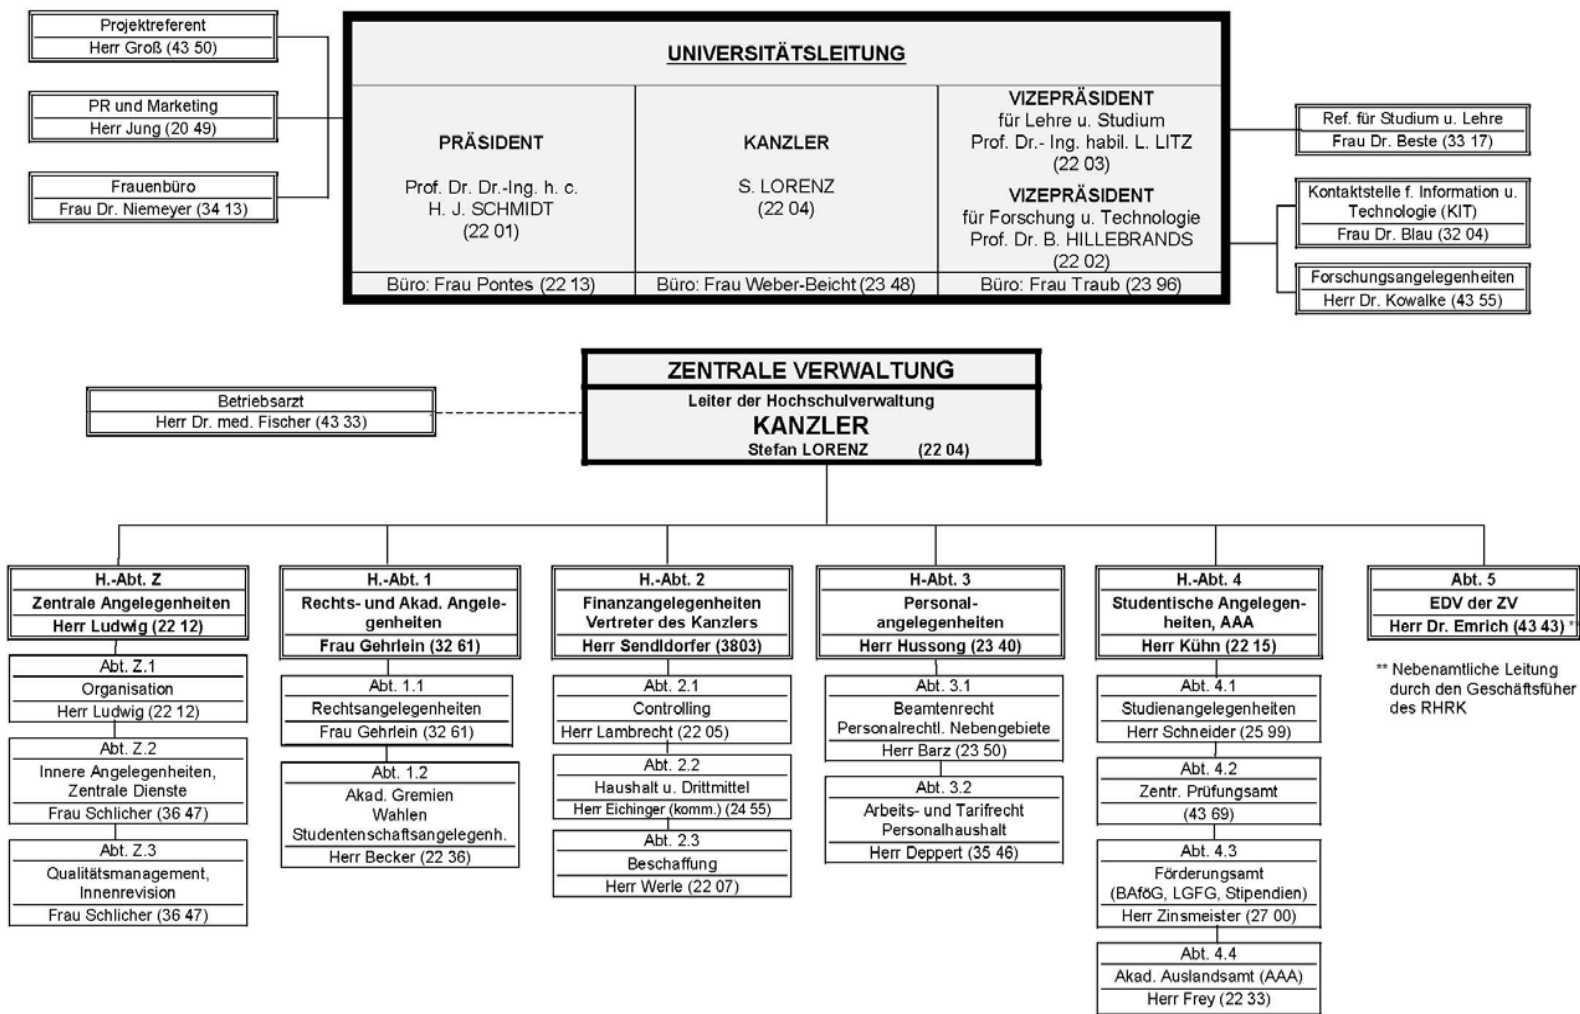 Projektreferent
Herr Groß (43 50)
PR und Marketing
Herr Jung (20 49)
Frauenbüro
Frau Dr. Niemeyer (34 13)
UNIVERSITÄTSLEITUNG
PRÄSIDENT
Prof. Dr. Dr.-Ing. h. c.
H. J. SCHMIDT
(22 01)
Büro: Frau Pontes (22 13)
KANZLER
S. LORENZ
(22 04)
Büro: Frau Weber-Beicht (23 48)
VIZEPRÄSIDENT
für Lehre u. Studium
Prof. Dr.- Ing. habil. L. LITZ
(22 03)
VIZEPRÄSIDENT
für Forschung u. Technologie
Prof. Dr. B. HILLEBRANDS
(22 02)
Büro: Frau Traub (23 96)
Ref. für Studium u. Lehre
Frau Dr. Beste (33 17)
Kontaktstelle f. Information u.
Technologie (KIT)
Frau Dr. Blau (32 04)
Forschungsangelegenheiten
Herr Dr. Kowalke (43 55)
Betriebsarzt
Herr Dr. med. Fischer (43 33)
ZENTRALE VERWALTUNG
Leiter der Hochschulverwaltung
KANZLER
Stefan LORENZ (22 04)
H.-Abt. Z
Zentrale Angelegenheiten
Herr Ludwig (22 12)
Abt. Z.1
Organisation
Herr Ludwig (22 12)
Abt. Z.2
Innere Angelegenheiten,
Zentrale Dienste
Frau Schlicher (36 47)
Abt. Z.3
Qualitätsmanagement,
Innenrevision
Frau Schlicher (36 47)
H.-Abt. 1
Rechts- und Akad. Angele-
genheiten
Frau Gehrlein (32 61)
Abt. 1.1
Rechtsangelegenheiten
Frau Gehrlein (32 61)
Abt. 1.2
Akad. Gremien
Wahlen
Studentenschaftsangelegenh.
Herr Becker (22 36)
H.-Abt. 2
Finanzangelegenheiten
Vertreter des Kanzlers
Herr Sendldorfer (3803)
Abt. 2.1
Controlling
Herr Lambrecht (22 05)
Abt. 2.2
Haushalt u. Drittmittel
Herr Eichinger (komm.) (24 55)
Abt. 2.3
Beschaffung
Herr Werle (22 07)
H-Abt. 3
Personal-
angelegenheiten
Herr Hussong (23 40)
Abt. 3.1
Beamtenrecht
Personalrechtl. Nebengebiete
Herr Barz (23 50)
Abt. 3.2
Arbeits- und Tarifrecht
Personalhaushalt
Herr Deppert (35 46)
H.-Abt. 4
Studentische Angelegen-
heiten, AAA
Herr Kühn (22 15)
Abt. 4.1
Studienangelegenheiten
Herr Schneider (25 99)
Abt. 4.2
Zentr. Prüfungsamt
(43 69)
Abt. 4.3
Förderungsamt
(BAföG, LGFG, Stipendien)
Herr Zinsmeister (27 00)
Abt. 4.4
Akad. Auslandsamt (AAA)
Herr Frey (22 33)
Abt. 5
EDV der ZV
Herr Dr. Emrich (43 43) **
** Nebenamtliche Leitung
durch den Geschäftsfüher
des RHRK